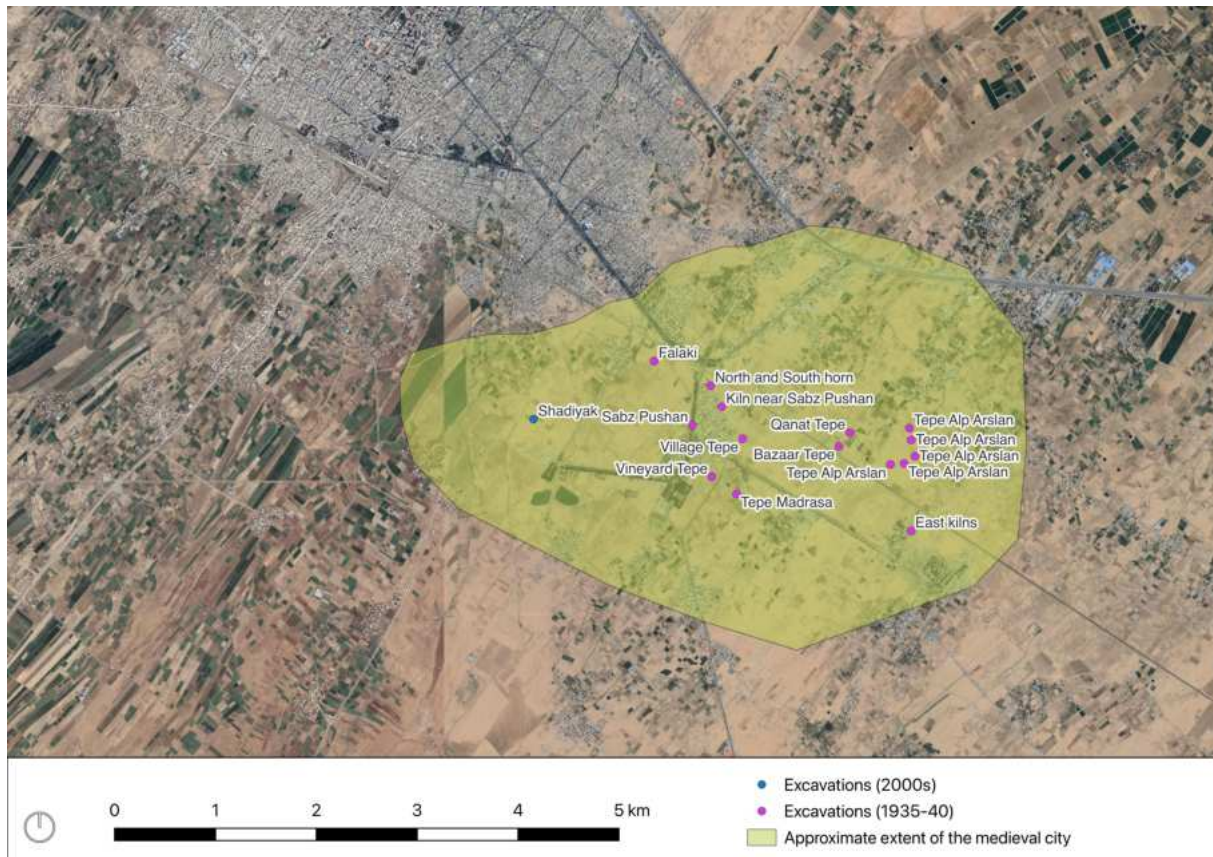 Falaki
North and South horn
Kiln near Sabz Pushan
Shadiyak
Sabz Pushan
Qanat Tepe
Tepe Alp Arslan
Tepe Alp Arslan
Village Tepe
Bazaar Tepe
Tepe Alp Arslan
Vineyard Tepe
Tepe Alp Arslan
Tepe Alp Arslan
Tepe Madrasa
East kilns
0 1 2 3 4 5 km
Excavations (2000s)
Excavations (1935-40)
Approximate extent of the medieval city